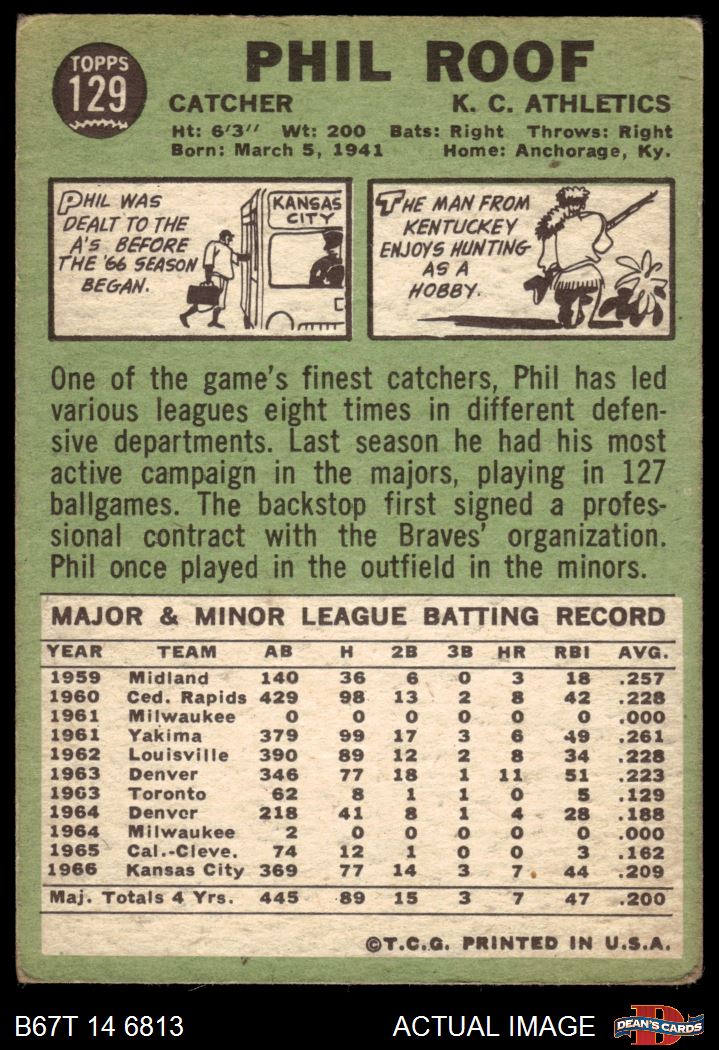 TOPPS
129
PHIL ROOF
CATCHER K. C. ATHLETICS
Ht: 6'3" Wt: 200 Bats: Right Throws: Right
Born: March 5, 1941 Home: Anchorage, Ky.
PHIL WAS
DEALT TO THE
A'S BEFORE
THE '66 SEASON
BEGAN.
KANSAS
CITY
THE MAN FROM
KENTUCKEY
ENJOYS HUNTING
AS A
HOBBY.
One of the game's finest catchers, Phil has led
various leagues eight times in different defen-
sive departments. Last season he had his most
active campaign in the majors, playing in 127
ballgames. The backstop first signed a profes-
sional contract with the Braves' organization.
Phil once played in the outfield in the minors.
MAJOR & MINOR LEAGUE BATTING RECORD
YEAR TEAM AB H 2B 3B HR RBI AVG.
1959 Midland 140 36 6 0 3 18 .257
1960 Ced. Rapids 429 98 13 2 8 42 .228
1961 Milwaukee 0 0 0 0 0 0 .000
1961 Yakima 379 99 17 3 6 49 .261
1962 Louisville 390 89 12 2 8 34 .228
1963 Denver 346 77 18 1 11 51 .223
1963 Toronto 62 8 1 1 0 5 .129
1964 Denver 218 41 8 1 4 28 .188
1964 Milwaukee 2 0 0 0 0 0 .000
1965 Cal.-Cleve. 74 12 1 0 0 3 .162
1966 Kansas City 369 77 14 3 7 44 .209
Maj. Totals 4 Yrs. 445 89 15 3 7 47 .200
©T.C.G. PRINTED IN U.S.A.
B67T 14 6813 ACTUAL IMAGE
D
DEAN'S CARDS